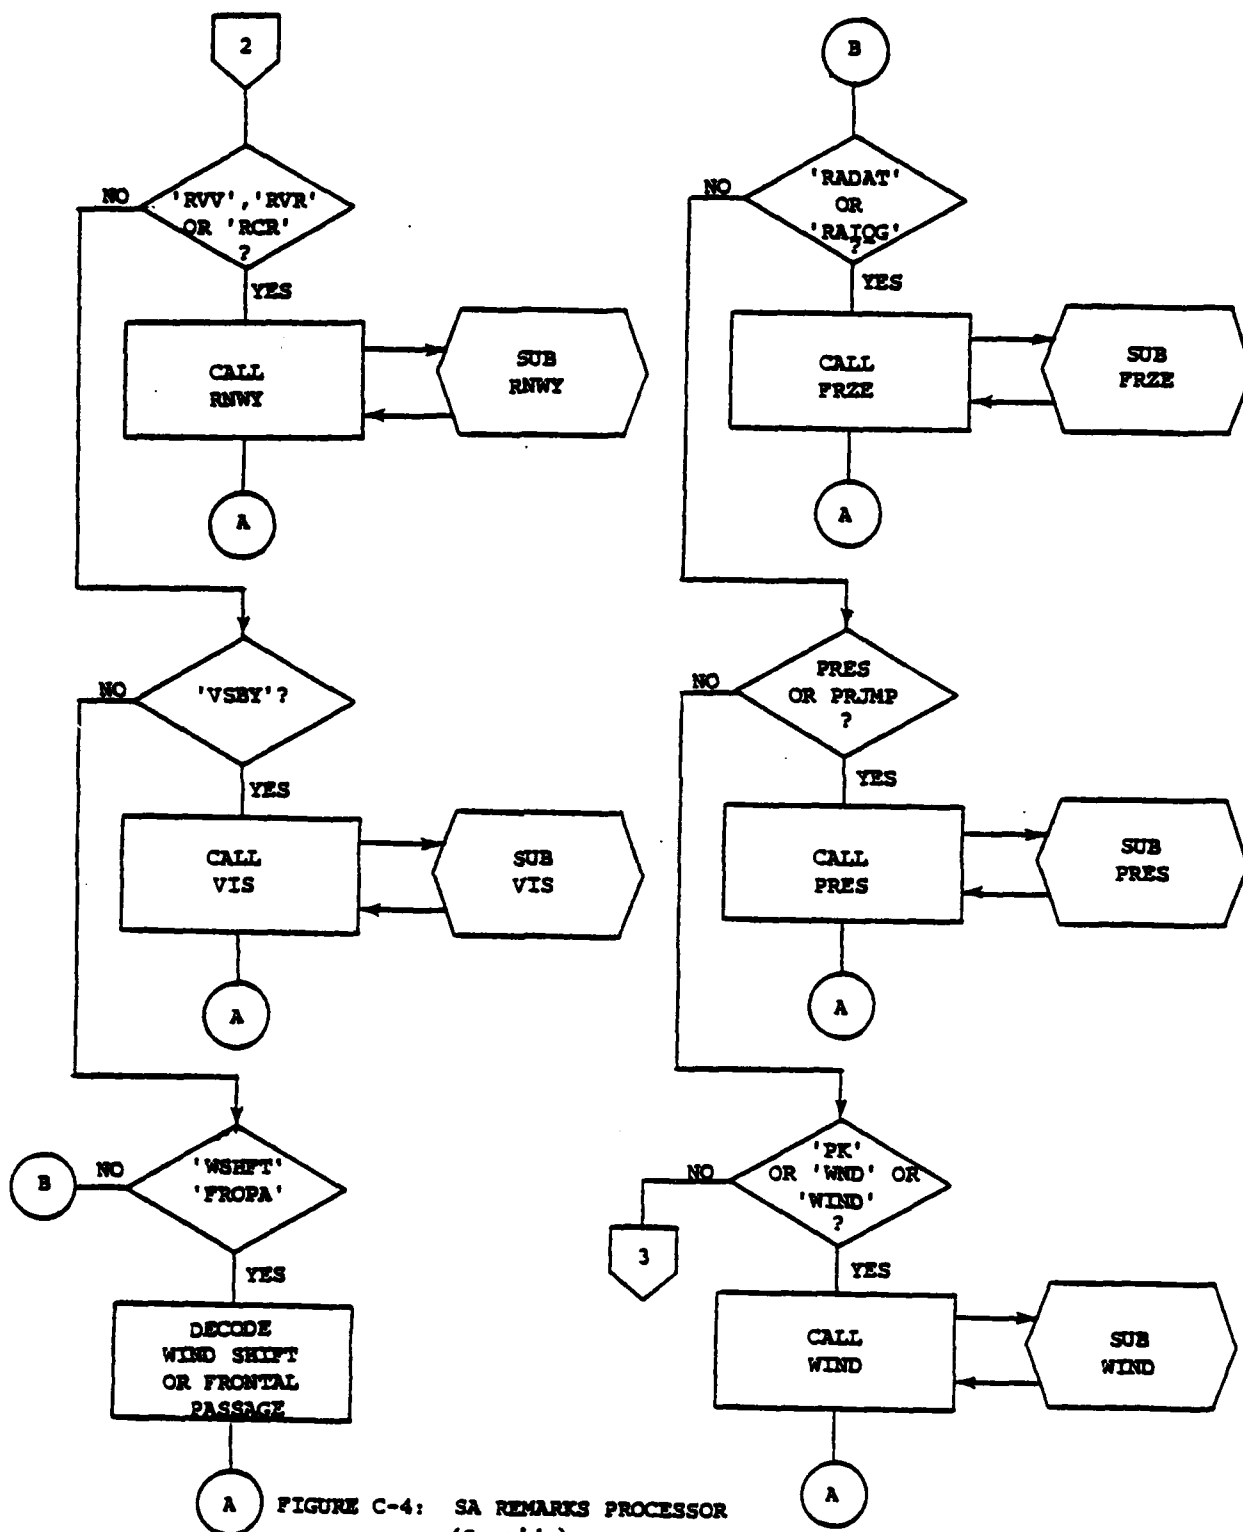 2
NO
'RVV','RVR'
OR 'RCR'
?
YES
CALL
RNWY
SUB
RNWY
A
NO
'VSBY'?
YES
CALL
VIS
SUB
VIS
A
B
NO
'WSHFT'
'FROPA'
YES
DECODE
WIND SHIFT
OR FRONTAL
PASSAGE
A
B
NO
'RADAT'
OR
'RAIOG'
?
YES
CALL
FRZE
SUB
FRZE
A
NO
PRES
OR PRJMP
?
YES
CALL
PRES
SUB
PRES
A
NO
'PK'
OR 'WND' OR
'WIND'
?
3
YES
CALL
WIND
SUB
WIND
A
FIGURE C-4: SA REMARKS PROCESSOR